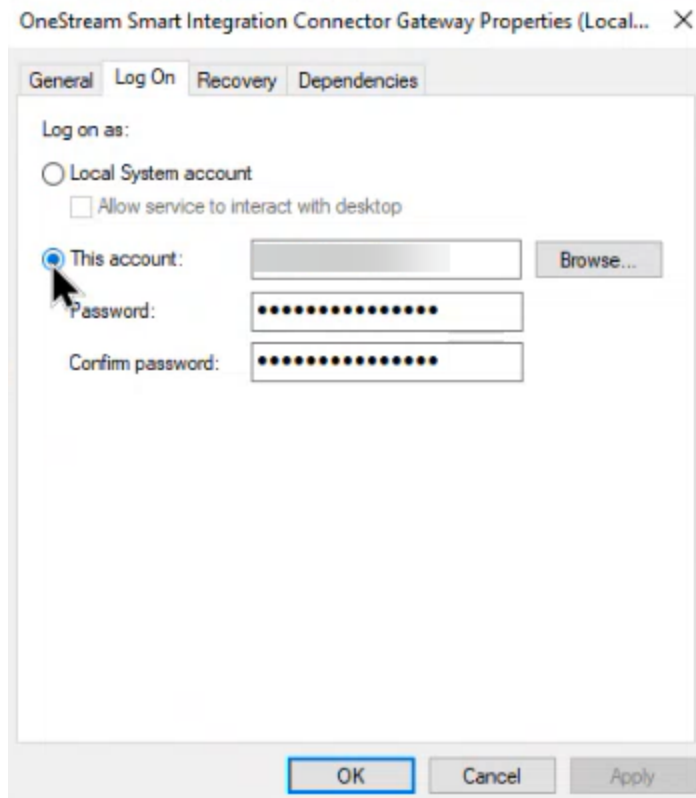 OneStream Smart Integration Connector Gateway Properties (Local...
General Log On Recovery Dependencies
Log on as:
Local System account
Allow service to interact with desktop
This account:
Browse...
Password: •••••••••••••••
Confirm password: •••••••••••••••
OK Cancel Apply